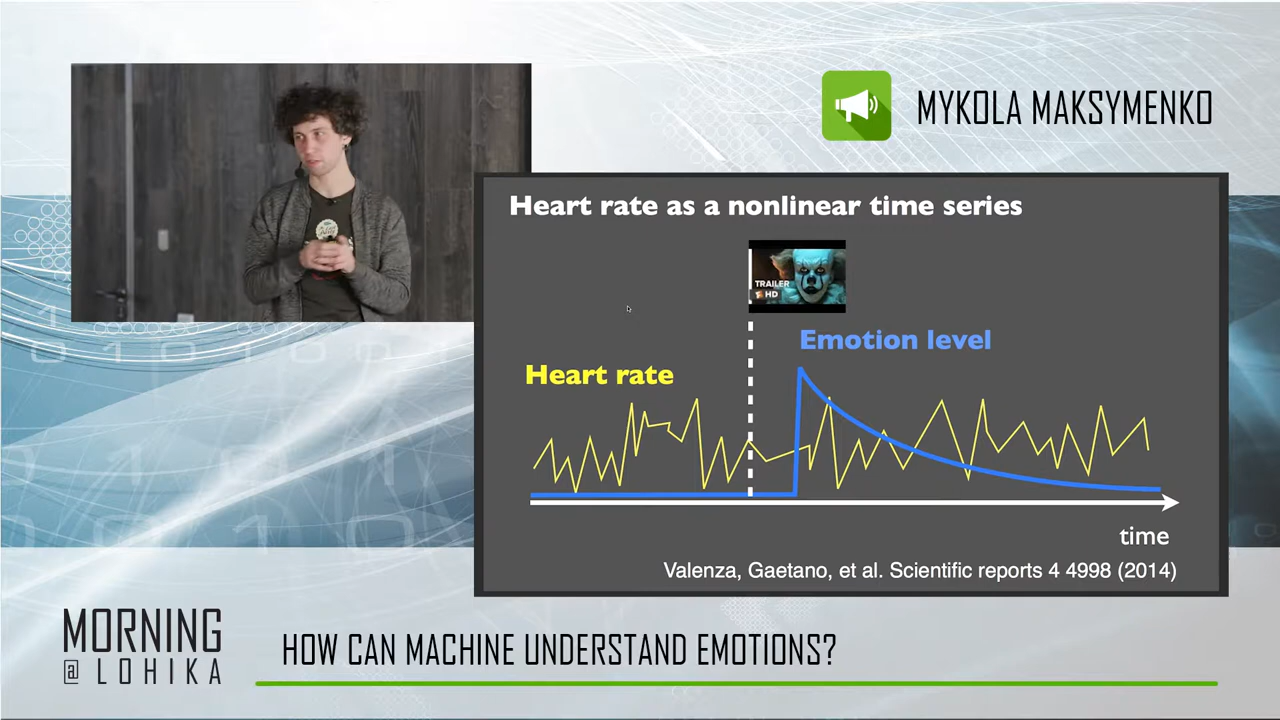 MYKOLA MAKSYMENKO
Heart rate as a nonlinear time series
TRAILER
HD
Emotion level
Heart rate
time
Valenza, Gaetano, et al. Scientific reports 4 4998 (2014)
MORNING
@ LOHIKA
HOW CAN MACHINE UNDERSTAND EMOTIONS?